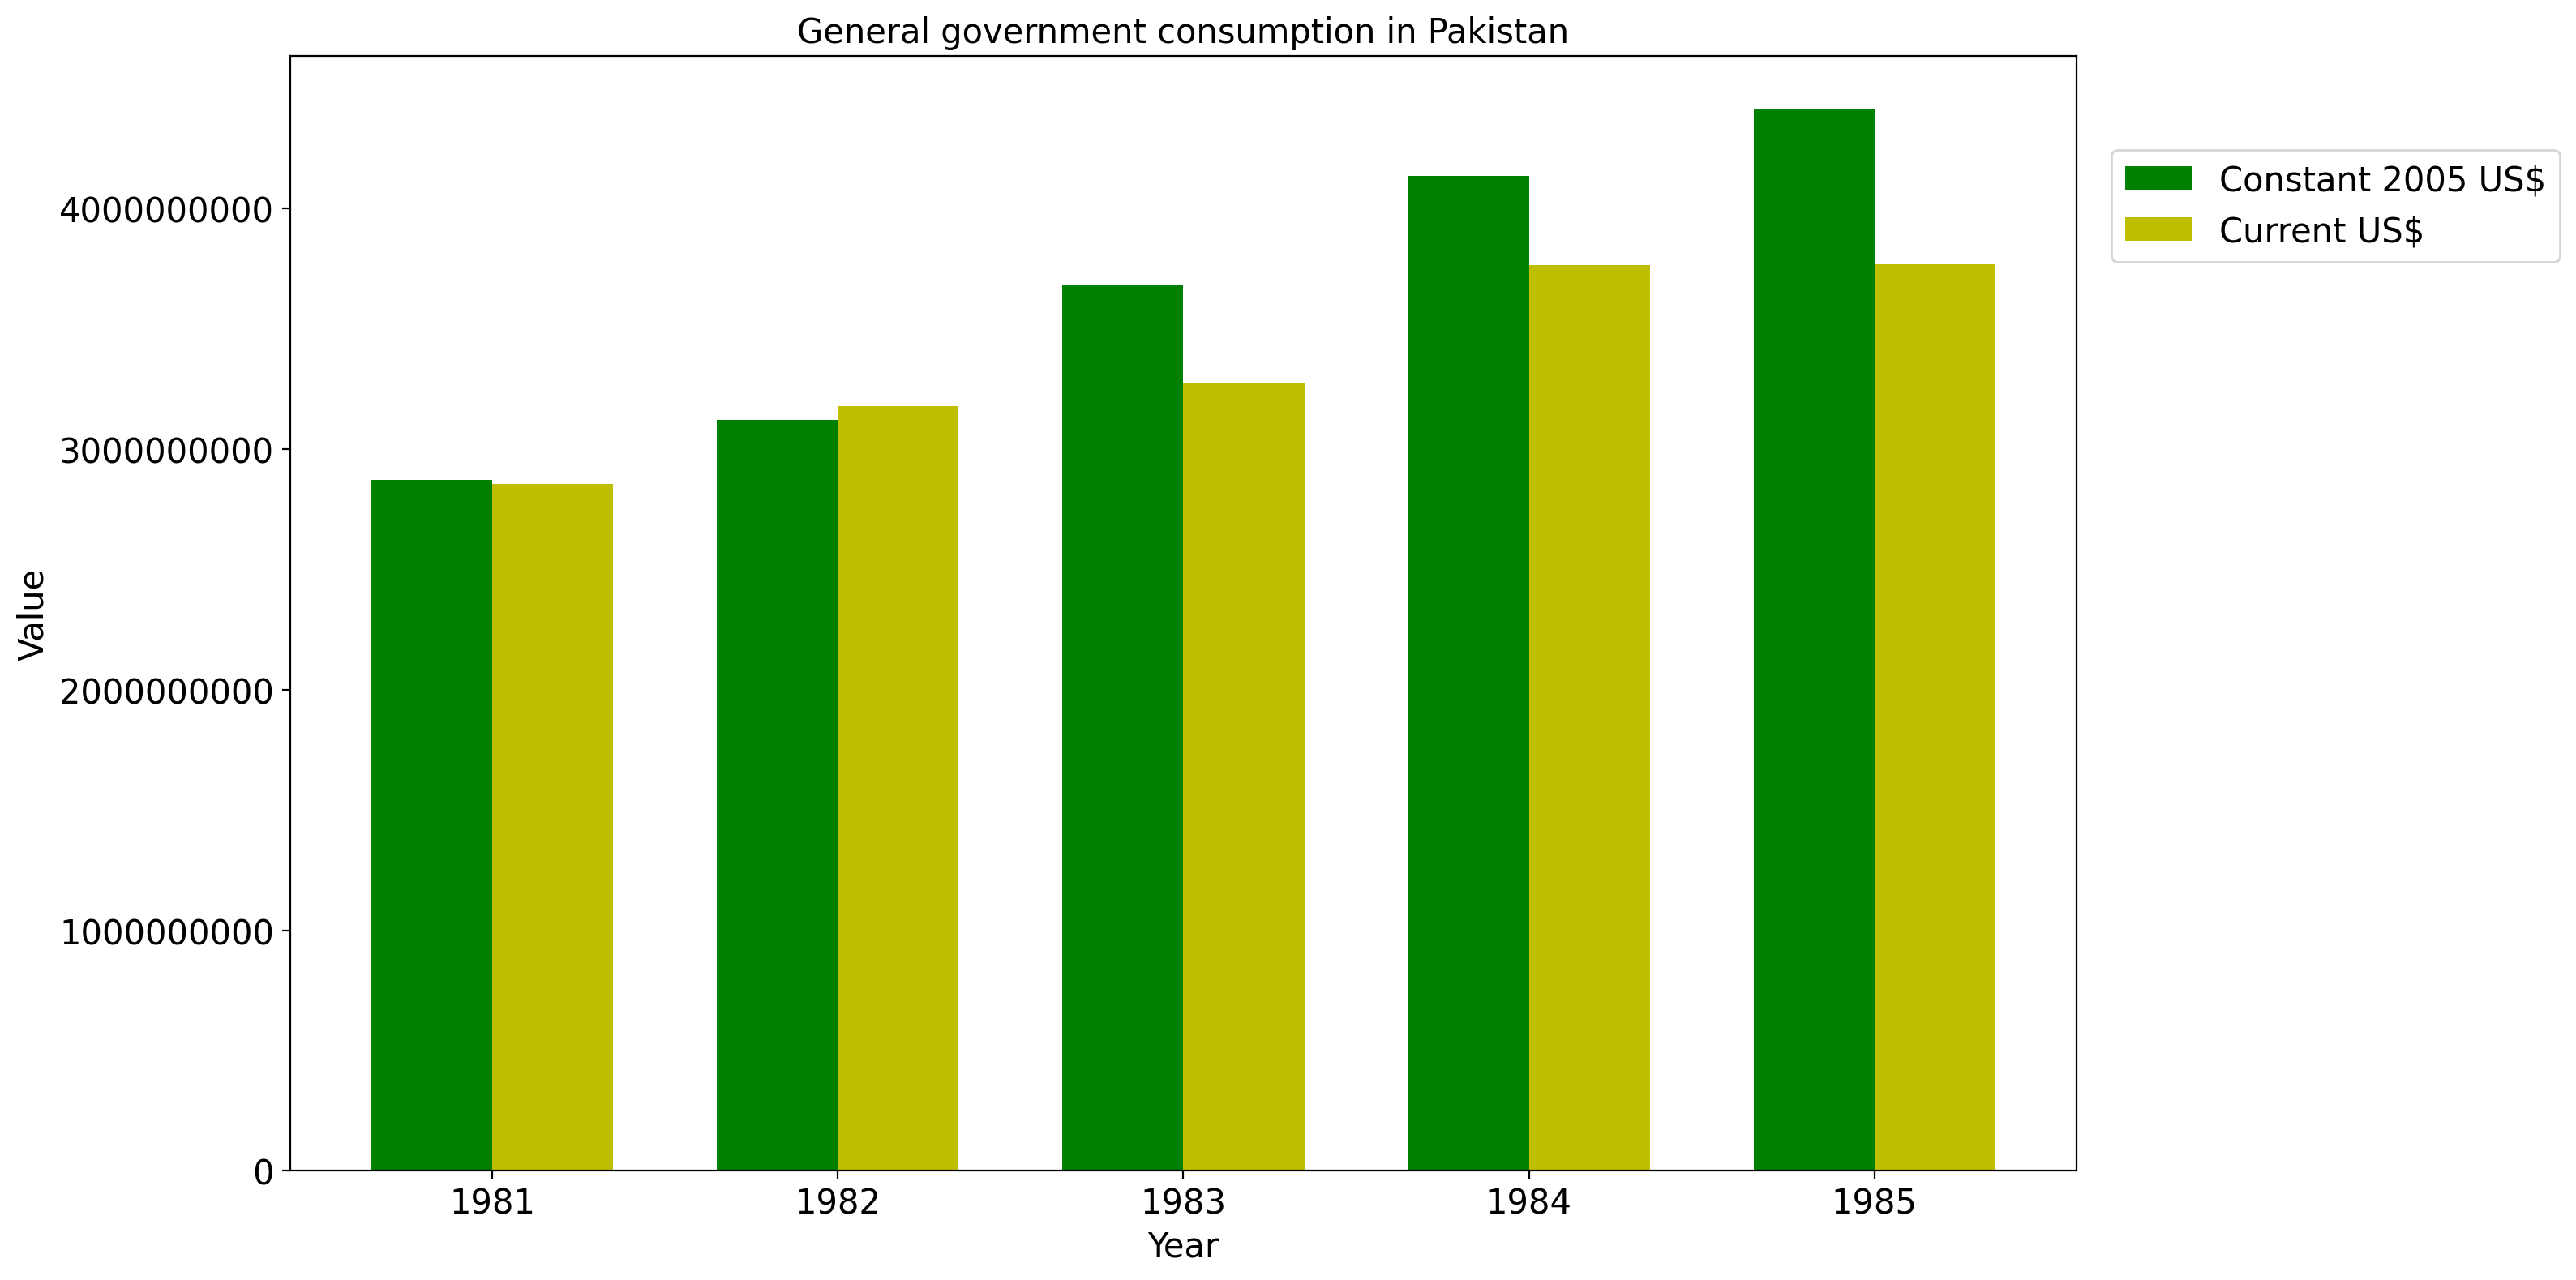 General government consumption in Pakistan
Constant 2005 US$
Current US$
4000000000
3000000000
2000000000
1000000000
0
Value
1981 1982 1983 1984 1985
Year